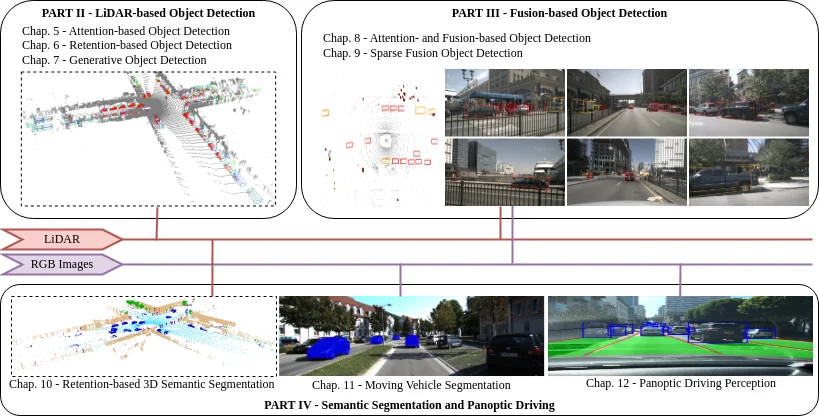 PART II - LiDAR-based Object Detection
Chap. 5 - Attention-based Object Detection
Chap. 6 - Retention-based Object Detection
Chap. 7 - Generative Object Detection
PART III - Fusion-based Object Detection
Chap. 8 - Attention- and Fusion-based Object Detection
Chap. 9 - Sparse Fusion Object Detection
LiDAR
RGB Images
Chap. 10 - Retention-based 3D Semantic Segmentation
Chap. 11 - Moving Vehicle Segmentation
Chap. 12 - Panoptic Driving Perception
PART IV - Semantic Segmentation and Panoptic Driving